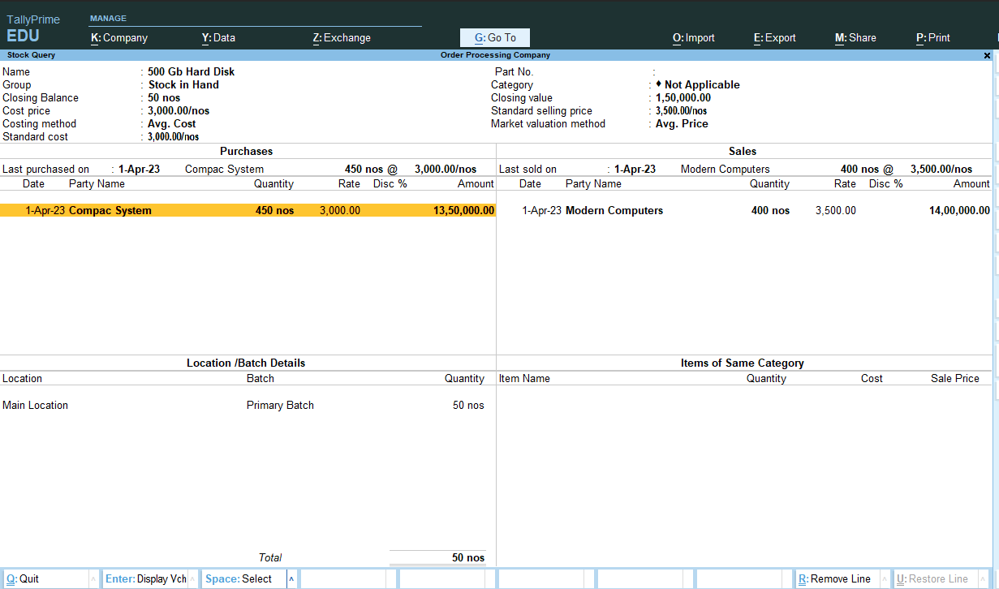 TallyPrime
EDU
MANAGE
K:Company Y:Data Z:Exchange G:Go To O:Import E:Export M:Share P:Print
Stock Query Order Processing Company x
Name : 500 Gb Hard Disk Part No. :
Group : Stock in Hand Category : ♦ Not Applicable
Closing Balance : 50 nos Closing value : 1,50,000.00
Cost price : 3,000.00/nos Standard selling price : 3,500.00/nos
Costing method : Avg. Cost Market valuation method : Avg. Price
Standard cost : 3,000.00/nos
Purchases Sales
Last purchased on : 1-Apr-23 Compac System 450 nos @ 3,000.00/nos Last sold on : 1-Apr-23 Modern Computers 400 nos @ 3,500.00/nos
Date Party Name Quantity Rate Disc % Amount Date Party Name Quantity Rate Disc % Amount
1-Apr-23 Compac System 450 nos 3,000.00 13,50,000.00 1-Apr-23 Modern Computers 400 nos 3,500.00 14,00,000.00
Location /Batch Details Items of Same Category
Location Batch Quantity Item Name Quantity Cost Sale Price
Main Location Primary Batch 50 nos
Total 50 nos
Q:Quit ^ Enter:Display Vch ^ Space:Select ^ R:Remove Line ^ U:Restore Line ^